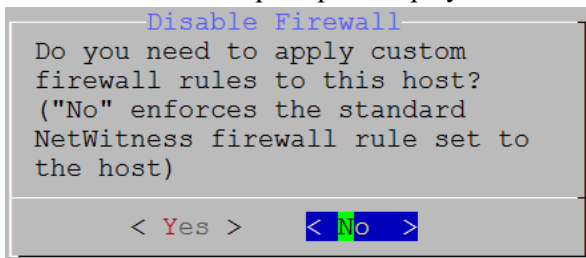 Disable Firewall
Do you need to apply custom
firewall rules to this host?
("No" enforces the standard
NetWitness firewall rule set to
the host)
< Yes > < No >